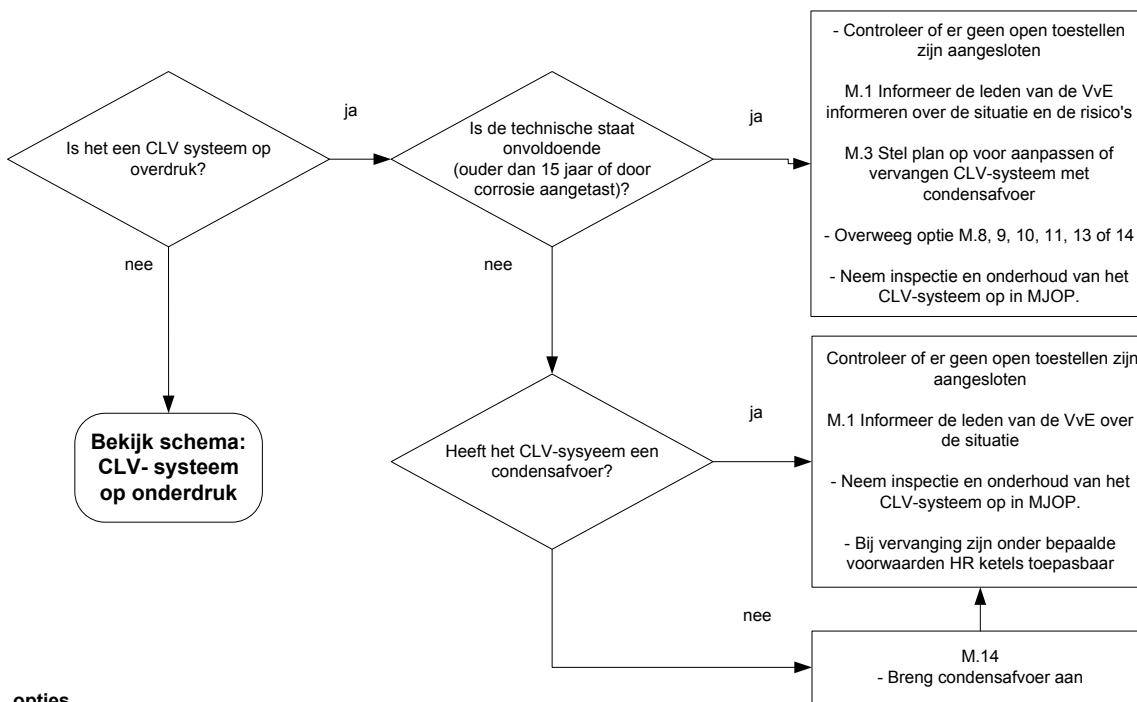 Is het een CLV systeem op
overdruk?
ja
nee
Bekijk schema:
CLV- systeem
op onderdruk
Is de technische staat
onvoldoende
(ouder dan 15 jaar of door
corrosie aangetast)?
ja
nee
- Controleer of er geen open toestellen
zijn aangesloten
M.1 Informeer de leden van de VvE
informeren over de situatie en de risico's
M.3 Stel plan op voor aanpassen of
vervangen CLV-systeem met
condensafvoer
- Overweeg optie M.8, 9, 10, 11, 13 of 14
- Neem inspectie en onderhoud van het
CLV-systeem op in MJOP.
Heeft het CLV-sysyeem een
condensafvoer?
ja
nee
Controleer of er geen open toestellen zijn
aangesloten
M.1 Informeer de leden van de VvE over
de situatie
- Neem inspectie en onderhoud van het
CLV-systeem op in MJOP.
- Bij vervanging zijn onder bepaalde
voorwaarden HR ketels toepasbaar
M.14
- Breng condensafvoer aan
opties